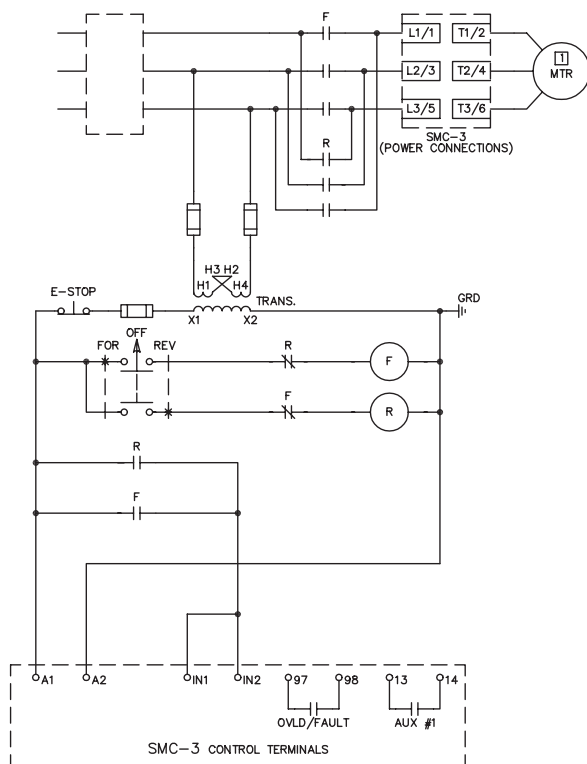 F
L1/1 T1/2
1
MTR
L2/3 T2/4
L3/5 T3/6
SMC-3
(POWER CONNECTIONS)
R
H3 H2
H1 H4
E-STOP
TRANS.
GRD
X1 X2
OFF
FOR REV
R
F
F
R
R
F
A1 A2 IN1 IN2 97 98 13 14
OVLD/FAULT AUX #1
SMC-3 CONTROL TERMINALS